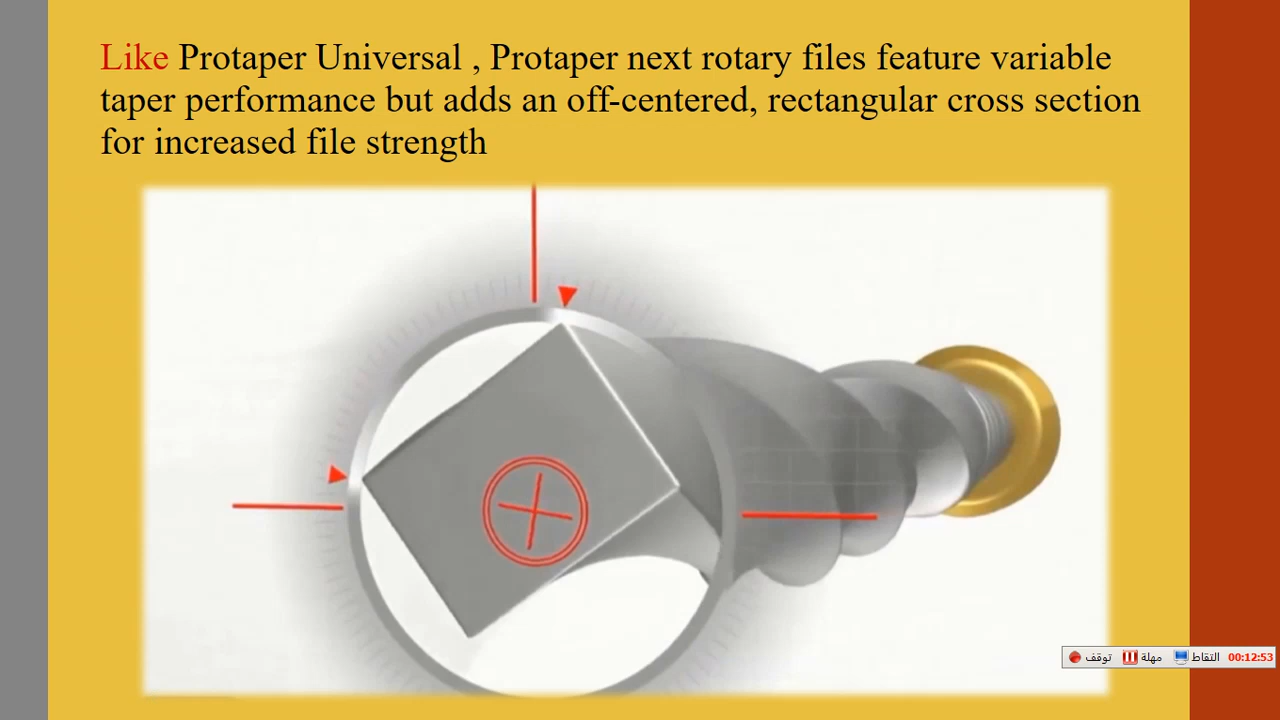 Like Protaper Universal , Protaper next rotary files feature variable
taper performance but adds an off-centered, rectangular cross section
for increased file strength
توقف مهلة التقاط 00:12:53